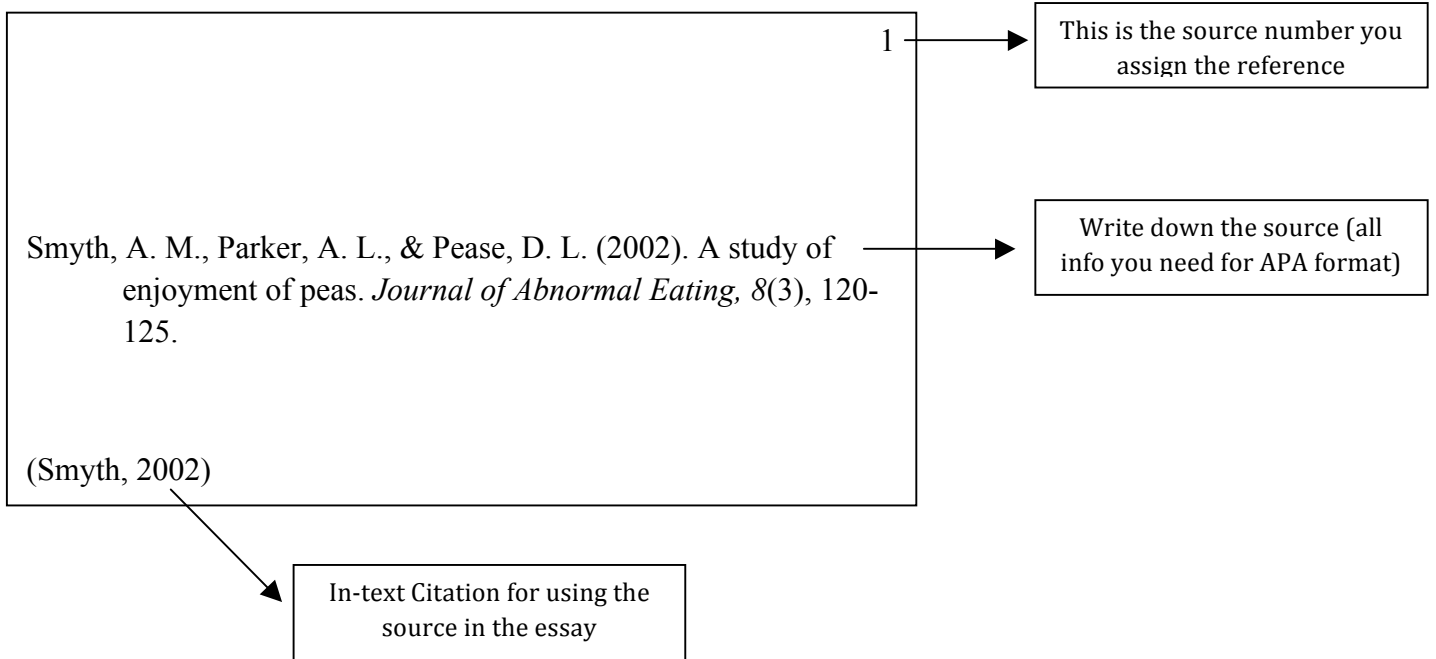 1
This is the source number you
assign the reference
Smyth, A. M., Parker, A. L., & Pease, D. L. (2002). A study of
enjoyment of peas. Journal of Abnormal Eating, 8(3), 120-
125.
Write down the source (all
info you need for APA format)
(Smyth, 2002)
In-text Citation for using the
source in the essay